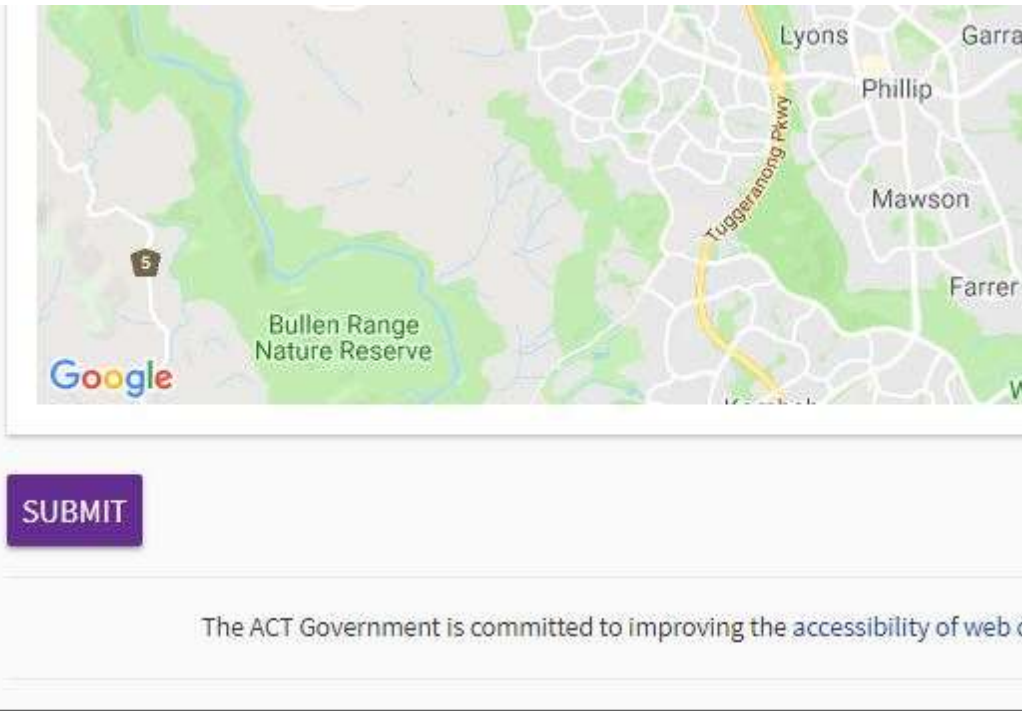 Lyons
Garra
Phillip
Tuggeranong Pkwy
Mawson
5
Farrer
Bullen Range
Nature Reserve
Google
SUBMIT
The ACT Government is committed to improving the accessibility of web